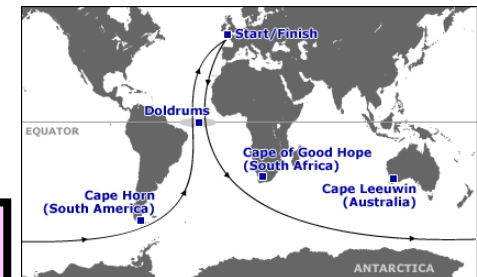 Start/Finish
Doldrums
EQUATOR
Cape of Good Hope
(South Africa)
Cape Horn
(South America)
Cape Leeuwin
(Australia)
ANTARCTICA